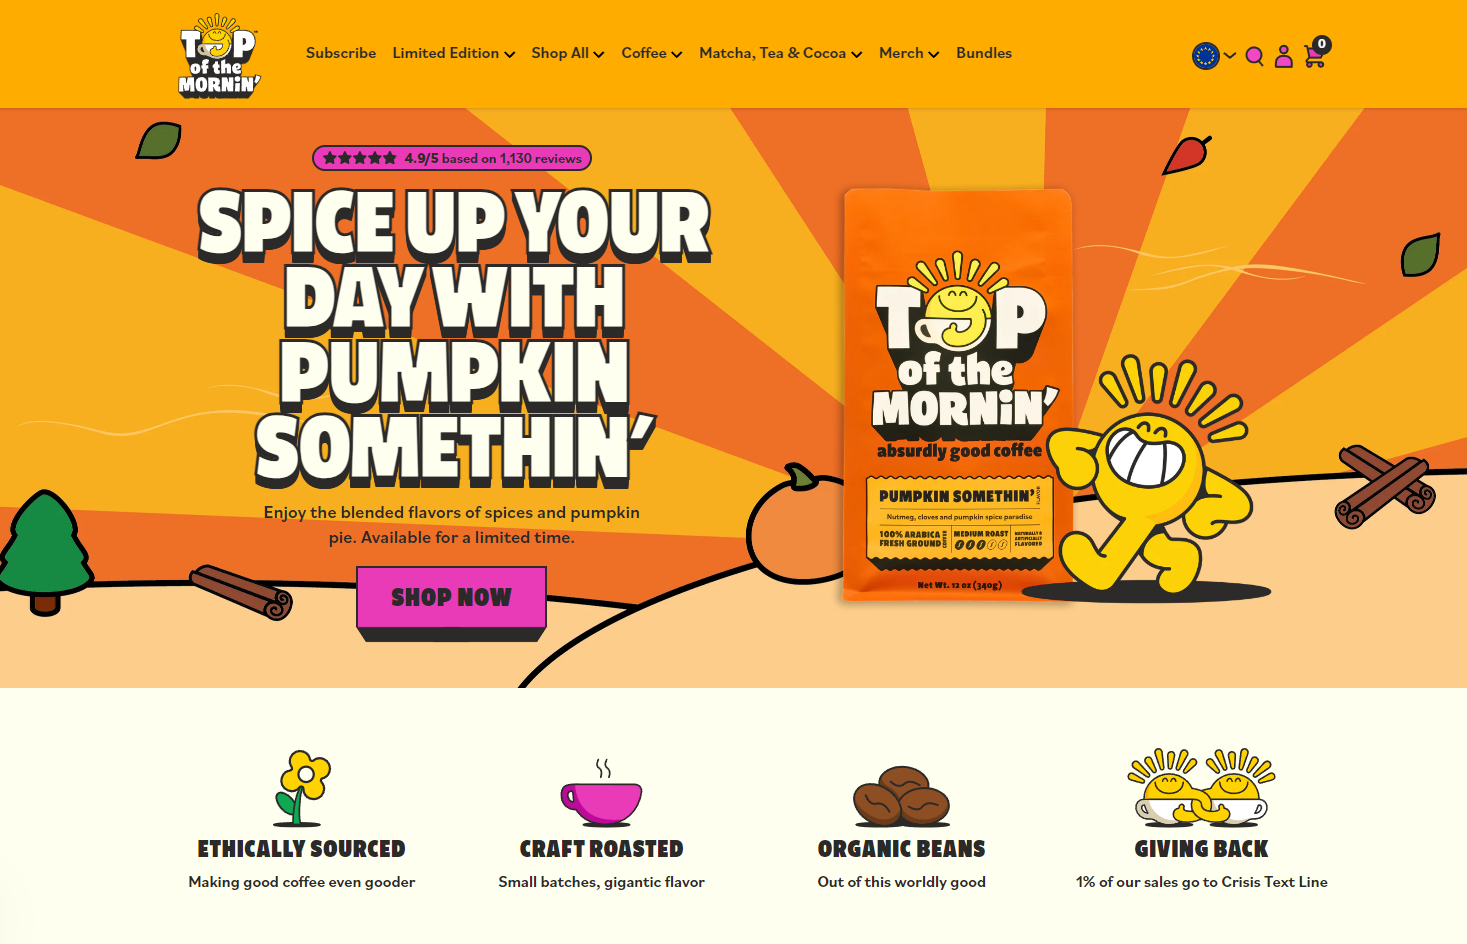 TOP
of the
MORNiN'
Subscribe
Limited Edition
Shop All
Coffee
Matcha, Tea & Cocoa
Merch
Bundles
0
4.9/5 based on 1,130 reviews
SPICE UP YOUR
DAY WITH
PUMPKIN
SOMETHIN'
Enjoy the blended flavors of spices and pumpkin
pie. Available for a limited time.
SHOP NOW
TOP
of the
MORNiN'
absurdly good coffee
PUMPKIN SOMETHIN' FLAVOR
Nutmeg, cloves and pumpkin spice paradise
100% ARABICA
FRESH GROUND
COFFEE
MEDIUM ROAST
NATURALLY &
ARTIFICIALLY
FLAVORED
Net Wt. 12 oz (340g)
ETHICALLY SOURCED
Making good coffee even gooder
CRAFT ROASTED
Small batches, gigantic flavor
ORGANIC BEANS
Out of this worldly good
GIVING BACK
1% of our sales go to Crisis Text Line